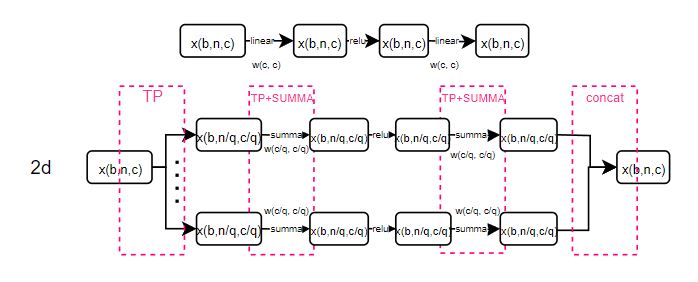 x(b,n,c) linear x(b,n,c) relu x(b,n,c) linear x(b,n,c)
w(c, c) w(c, c)
TP TP+SUMMA TP+SUMMA concat
x(b,n/q,c/q) summa x(b,n/q,c/q) relu x(b,n/q,c/q) summa x(b,n/q,c/q)
w(c/q, c/q) w(c/q, c/q)
2d x(b,n,c) x(b,n,c)
w(c/q, c/q) w(c/q, c/q)
x(b,n/q,c/q) summa x(b,n/q,c/q) relu x(b,n/q,c/q) summa x(b,n/q,c/q)